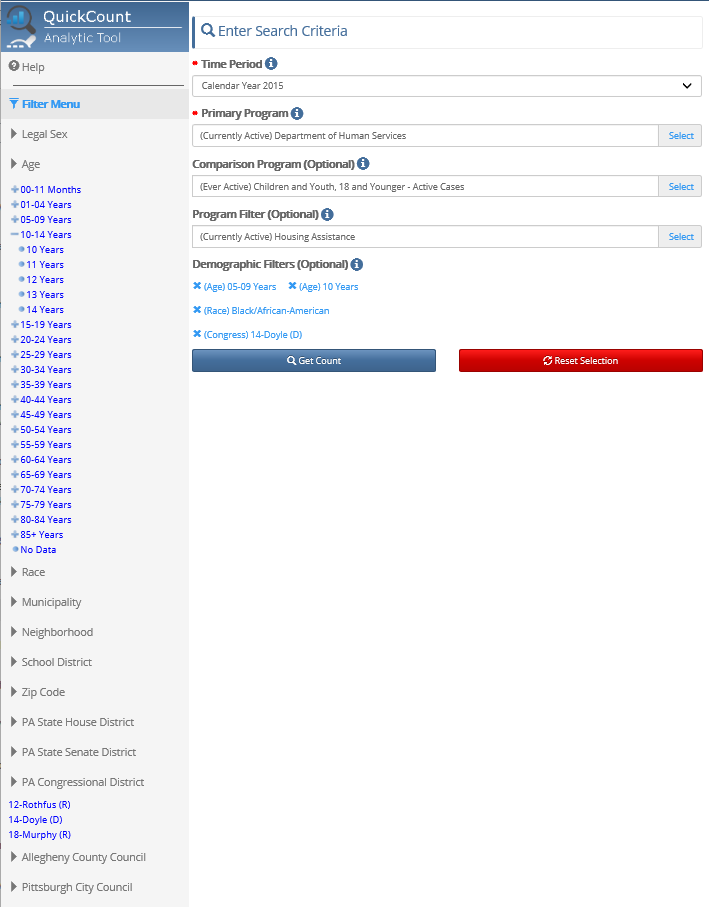 QuickCount
Analytic Tool
Help
Filter Menu
Legal Sex
Age
00-11 Months
01-04 Years
05-09 Years
10-14 Years
10 Years
11 Years
12 Years
13 Years
14 Years
15-19 Years
20-24 Years
25-29 Years
30-34 Years
35-39 Years
40-44 Years
45-49 Years
50-54 Years
55-59 Years
60-64 Years
65-69 Years
70-74 Years
75-79 Years
80-84 Years
85+ Years
No Data
Race
Municipality
Neighborhood
School District
Zip Code
PA State House District
PA State Senate District
PA Congressional District
12-Rothfus (R)
14-Doyle (D)
18-Murphy (R)
Allegheny County Council
Pittsburgh City Council
Enter Search Criteria
* Time Period
Calendar Year 2015
* Primary Program
(Currently Active) Department of Human Services Select
Comparison Program (Optional)
(Ever Active) Children and Youth, 18 and Younger - Active Cases Select
Program Filter (Optional)
(Currently Active) Housing Assistance Select
Demographic Filters (Optional)
(Age) 05-09 Years (Age) 10 Years
(Race) Black/African-American
(Congress) 14-Doyle (D)
Get Count Reset Selection